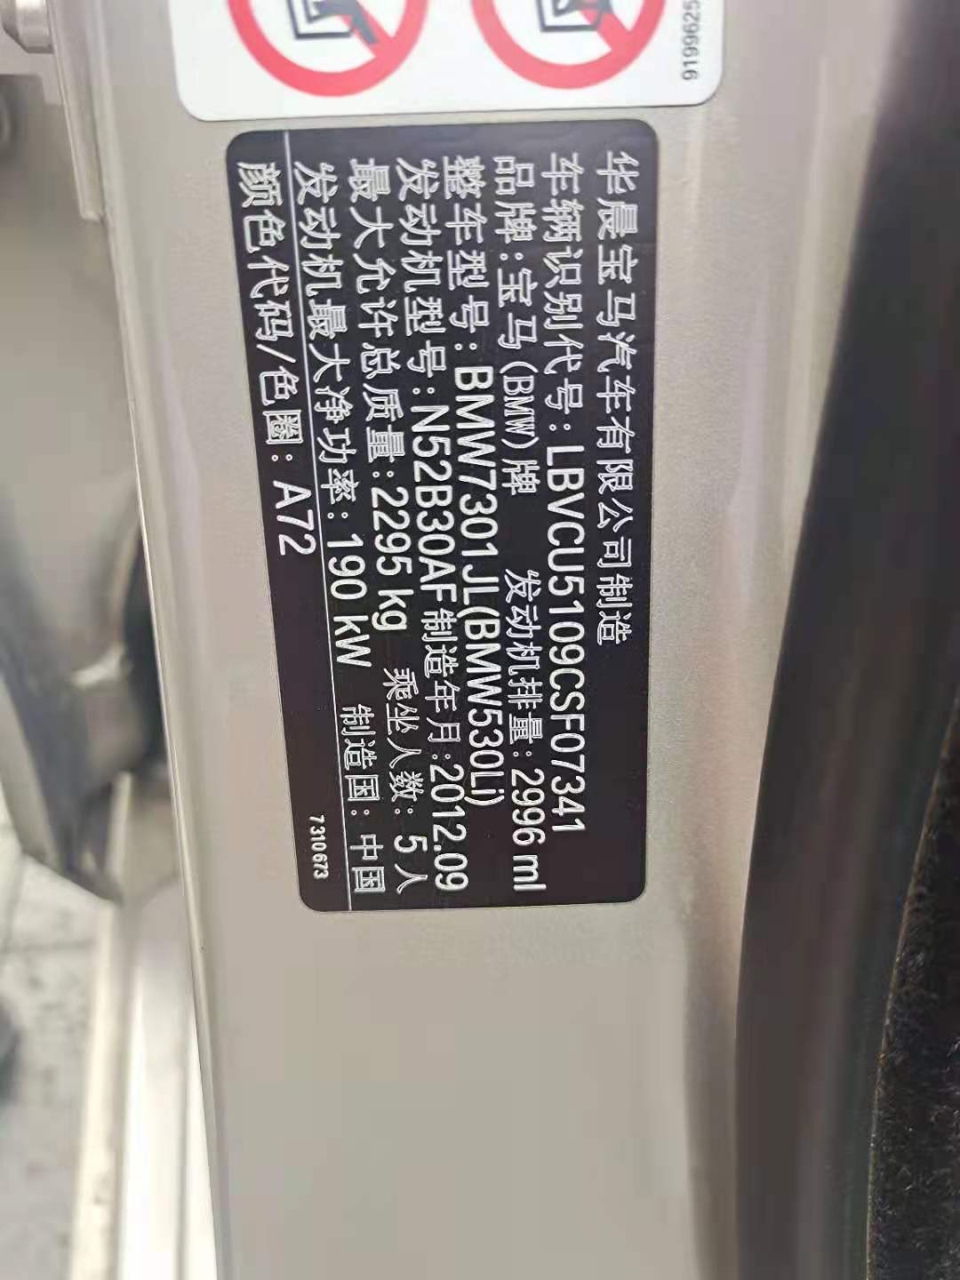 9199625
华晨宝马汽车有限公司制造
车辆识别代号:LBVCU5109CSF07341
品牌:宝马(BMW)牌 发动机排量:2996 ml
整车型号:BMW7301JL(BMW530Li)
发动机型号:N52B30AF 制造年月:2012.09
最大允许总质量:2295 kg 乘坐人数: 5 人
发动机最大净功率: 190 kW 制造国: 中国
颜色代码/色圈: A72
7310673